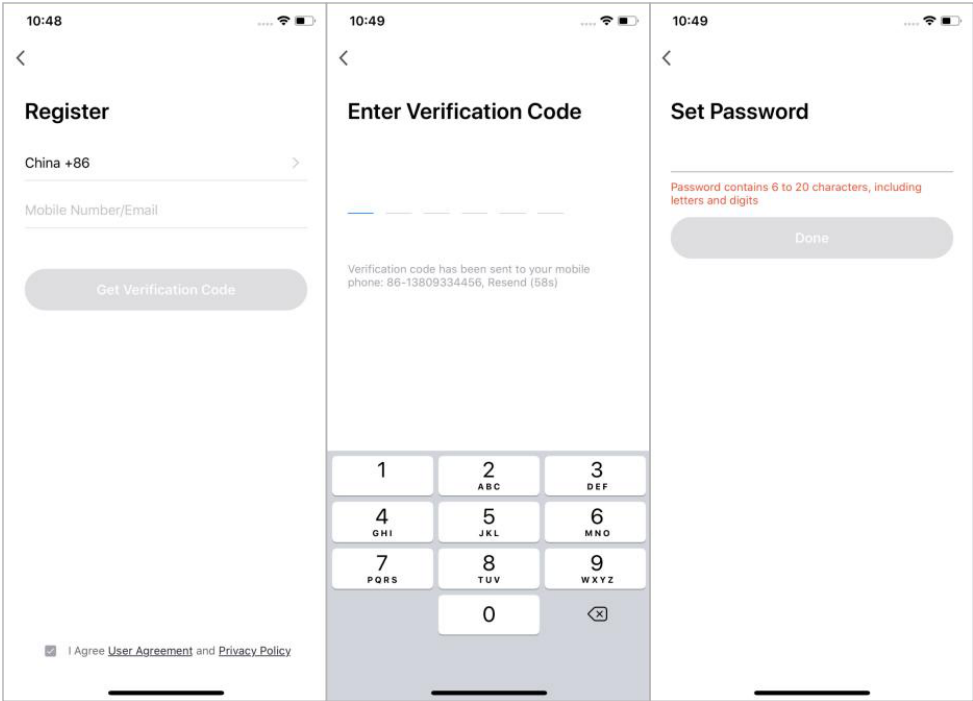 10:48
Register
China +86
Mobile Number/Email
Get Verification Code
I Agree User Agreement and Privacy Policy
10:49
Enter Verification Code
Verification code has been sent to your mobile
phone: 86-13809334456, Resend (58s)
1
2
ABC
3
DEF
4
GHI
5
JKL
6
MNO
7
PQRS
8
TUV
9
WXYZ
0
10:49
Set Password
Password contains 6 to 20 characters, including
letters and digits
Done